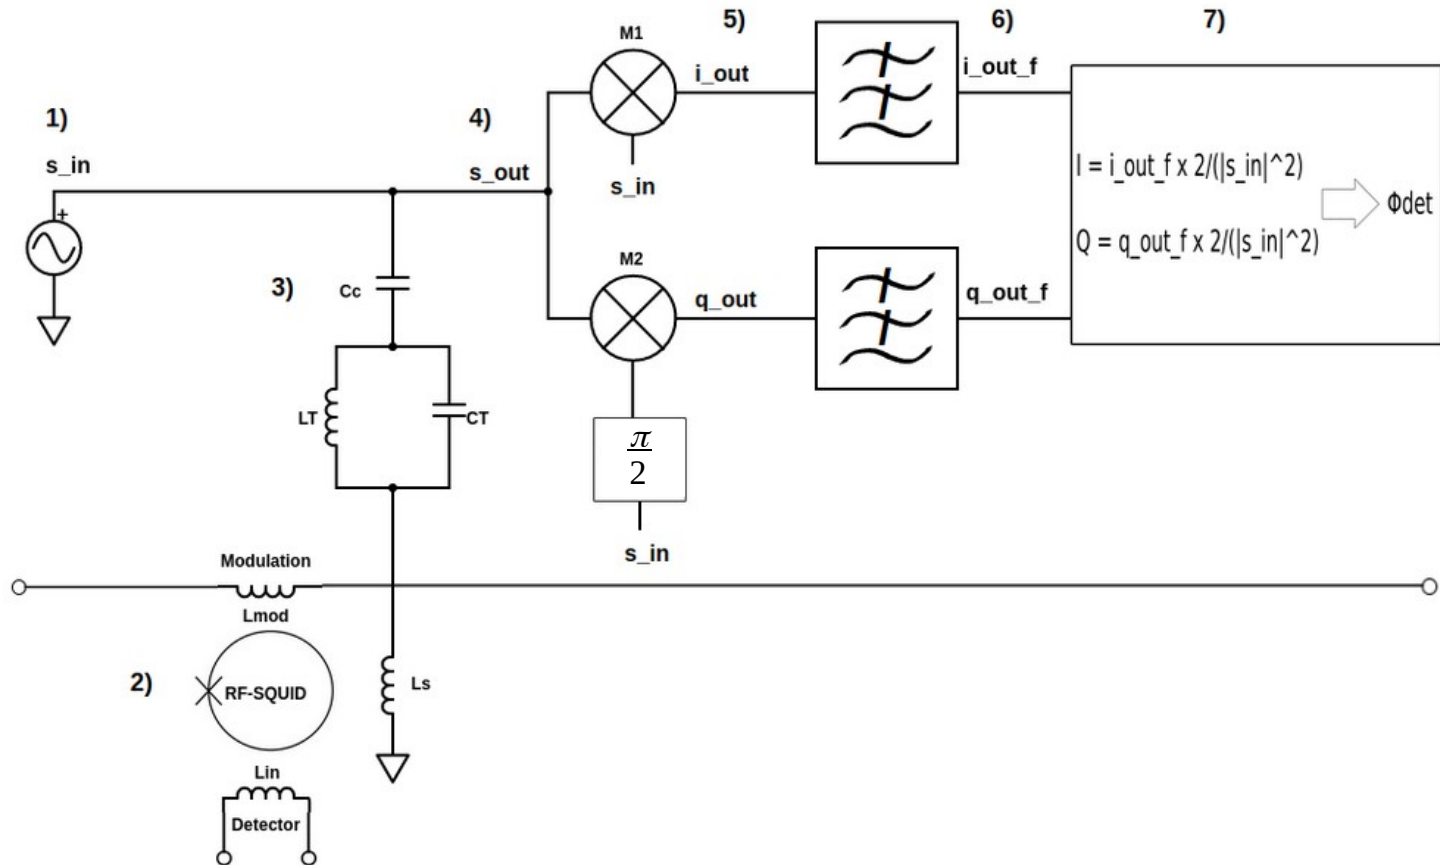 1)
s_in
+
2)
RF-SQUID
3)
Cc
LT
CT
Ls
Modulation
Lmod
Lin
Detector
4)
s_out
M1
s_in
M2
π
2
s_in
5)
i_out
q_out
6)
i_out_f
q_out_f
7)
I = i_out_f x 2/(|s_in|^2)
Q = q_out_f x 2/(|s_in|^2)
Φdet